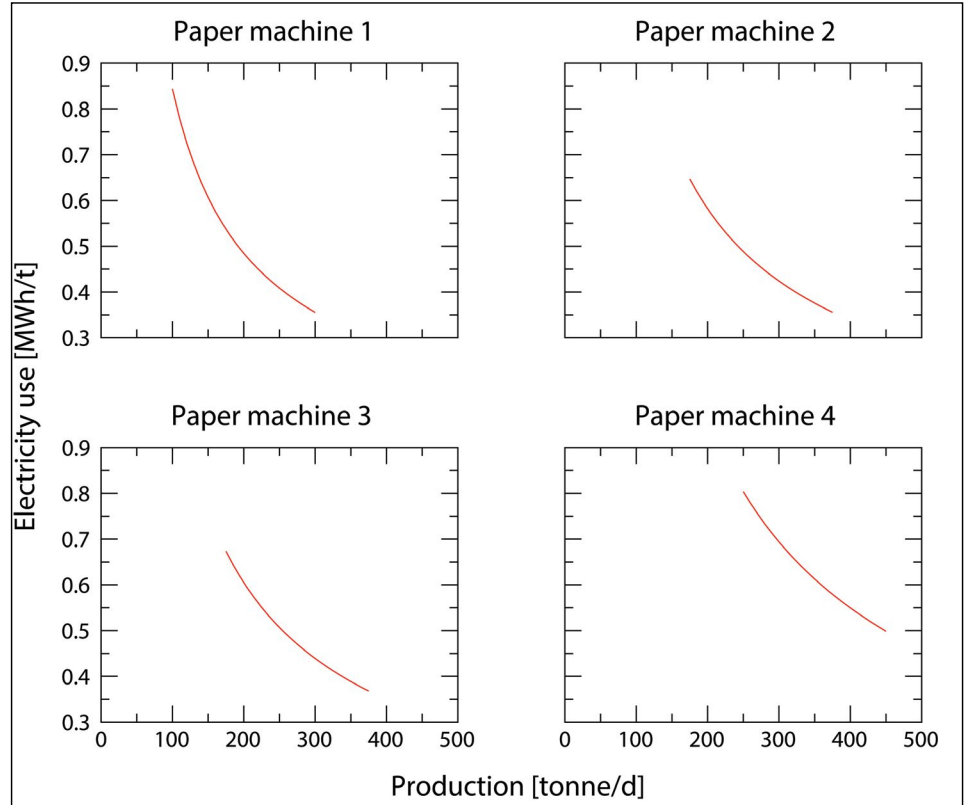 Paper machine 1
Paper machine 2
0.9
0.8
0.7
0.6
0.5
0.4
0.3
Electricity use [MWh/t]
Paper machine 3
Paper machine 4
0.9
0.8
0.7
0.6
0.5
0.4
0.3
0 100 200 300 400 500
0 100 200 300 400 500
Production [tonne/d]